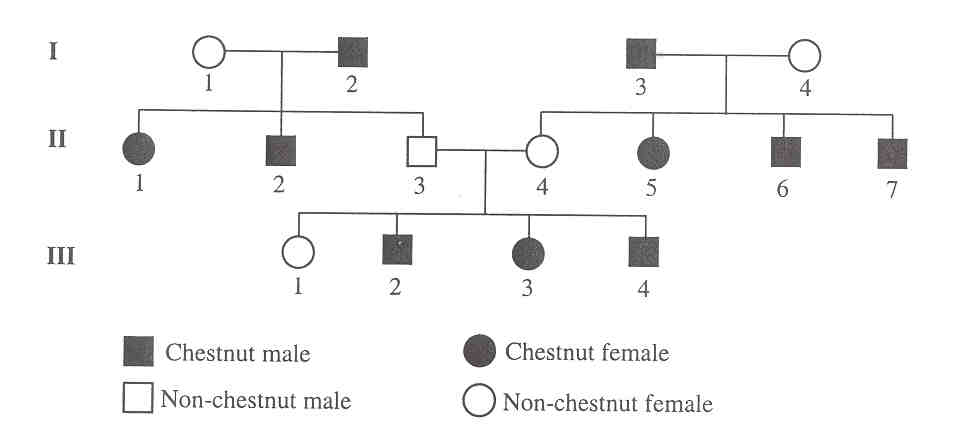 I
1 2 3 4
II
1 2 3 4 5 6 7
III
1 2 3 4
Chestnut male Chestnut female
Non-chestnut male Non-chestnut female